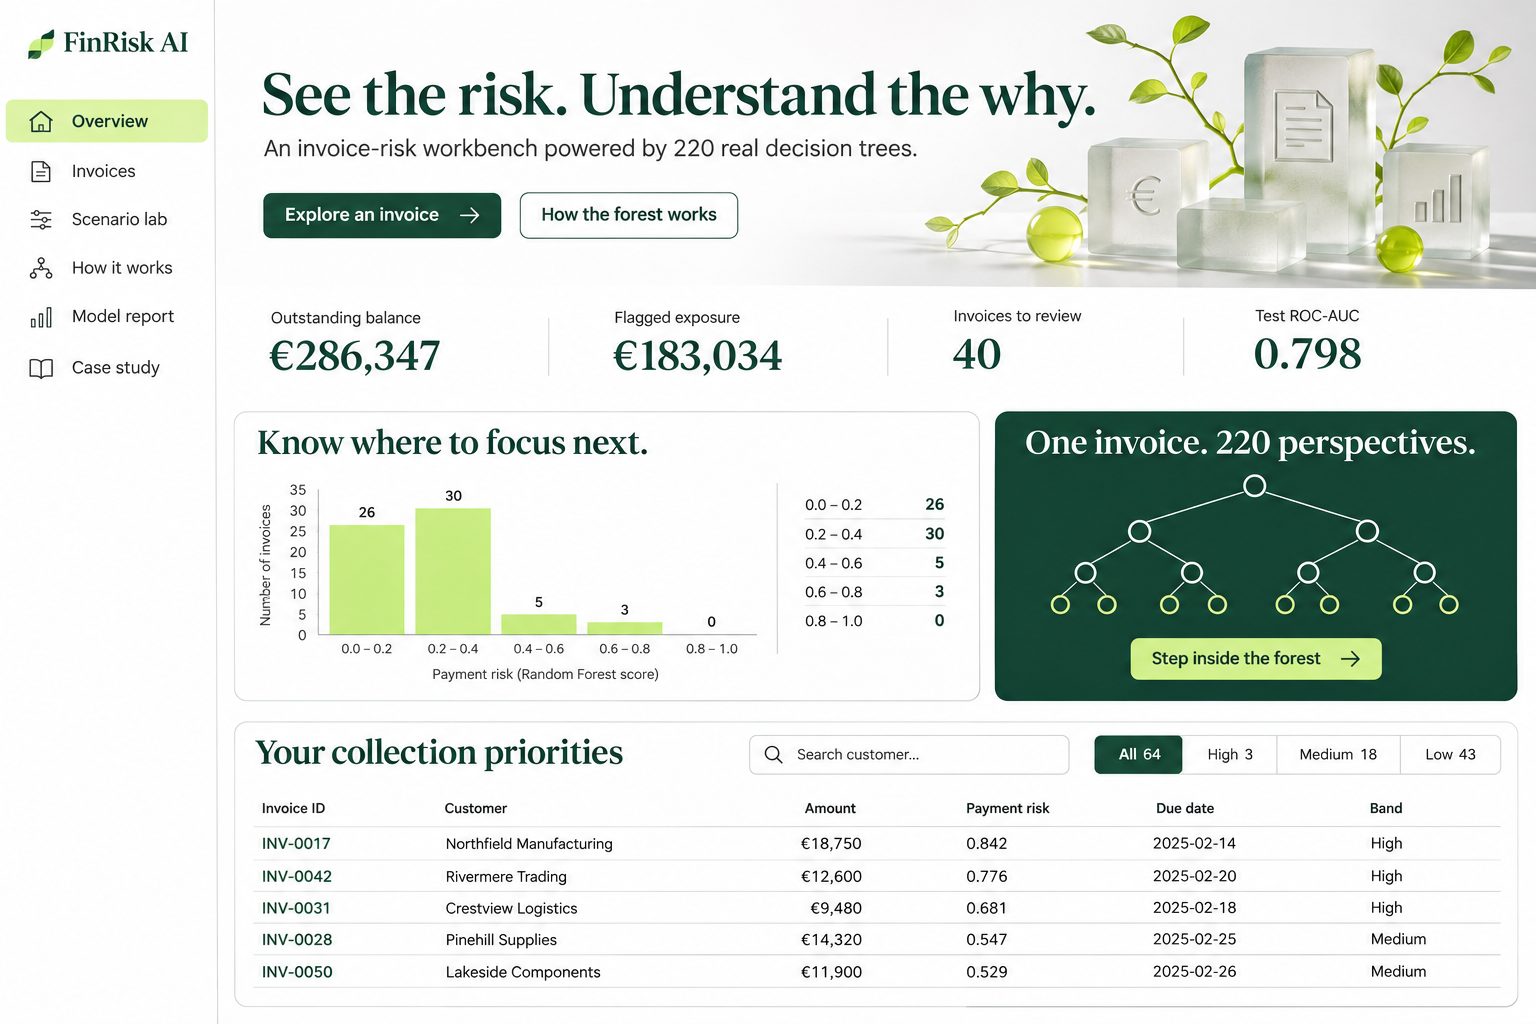 FinRisk AI
Overview
Invoices
Scenario lab
How it works
Model report
Case study
See the risk. Understand the why.
An invoice-risk workbench powered by 220 real decision trees.
Explore an invoice →
How the forest works
€
Outstanding balance
€286,347
Flagged exposure
€183,034
Invoices to review
40
Test ROC-AUC
0.798
Know where to focus next.
Number of invoices
35
30
25
20
15
10
5
0
26
30
5
3
0
0.0 – 0.2
0.2 – 0.4
0.4 – 0.6
0.6 – 0.8
0.8 – 1.0
Payment risk (Random Forest score)
0.0 – 0.2 26
0.2 – 0.4 30
0.4 – 0.6 5
0.6 – 0.8 3
0.8 – 1.0 0
One invoice. 220 perspectives.
Step inside the forest →
Your collection priorities
Search customer...
All 64
High 3
Medium 18
Low 43
Invoice ID Customer Amount Payment risk Due date Band
INV-0017 Northfield Manufacturing €18,750 0.842 2025-02-14 High
INV-0042 Rivermere Trading €12,600 0.776 2025-02-20 High
INV-0031 Crestview Logistics €9,480 0.681 2025-02-18 High
INV-0028 Pinehill Supplies €14,320 0.547 2025-02-25 Medium
INV-0050 Lakeside Components €11,900 0.529 2025-02-26 Medium